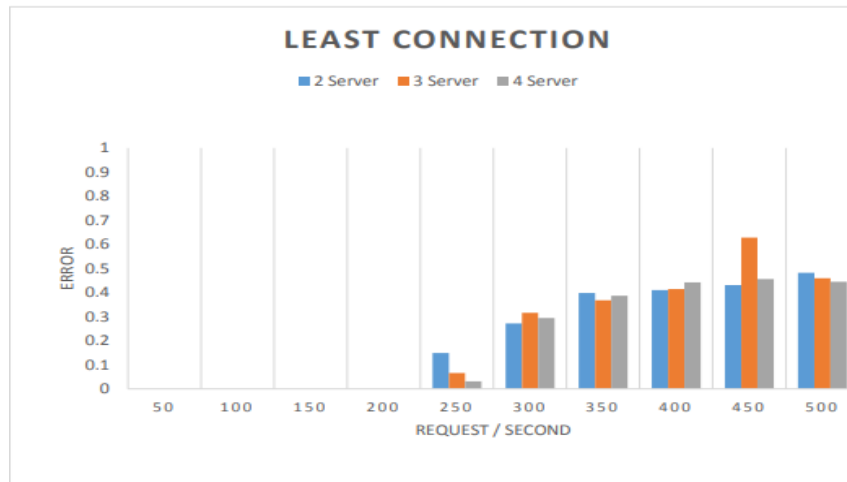 LEAST CONNECTION
2 Server 3 Server 4 Server
1
0.9
0.8
0.7
0.6
0.5
0.4
0.3
0.2
0.1
0
ERROR
50 100 150 200 250 300 350 400 450 500
REQUEST / SECOND